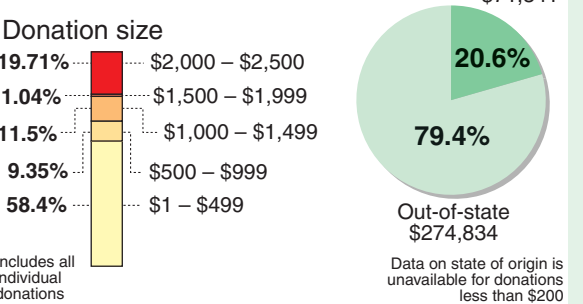 Donation size
19.71% $2,000 – $2,500
1.04% $1,500 – $1,999
11.5% $1,000 – $1,499
9.35% $500 – $999
58.4% $1 – $499
includes all
individual
donations
20.6%
79.4%
Out-of-state
$274,834
Data on state of origin is
unavailable for donations
less than $200